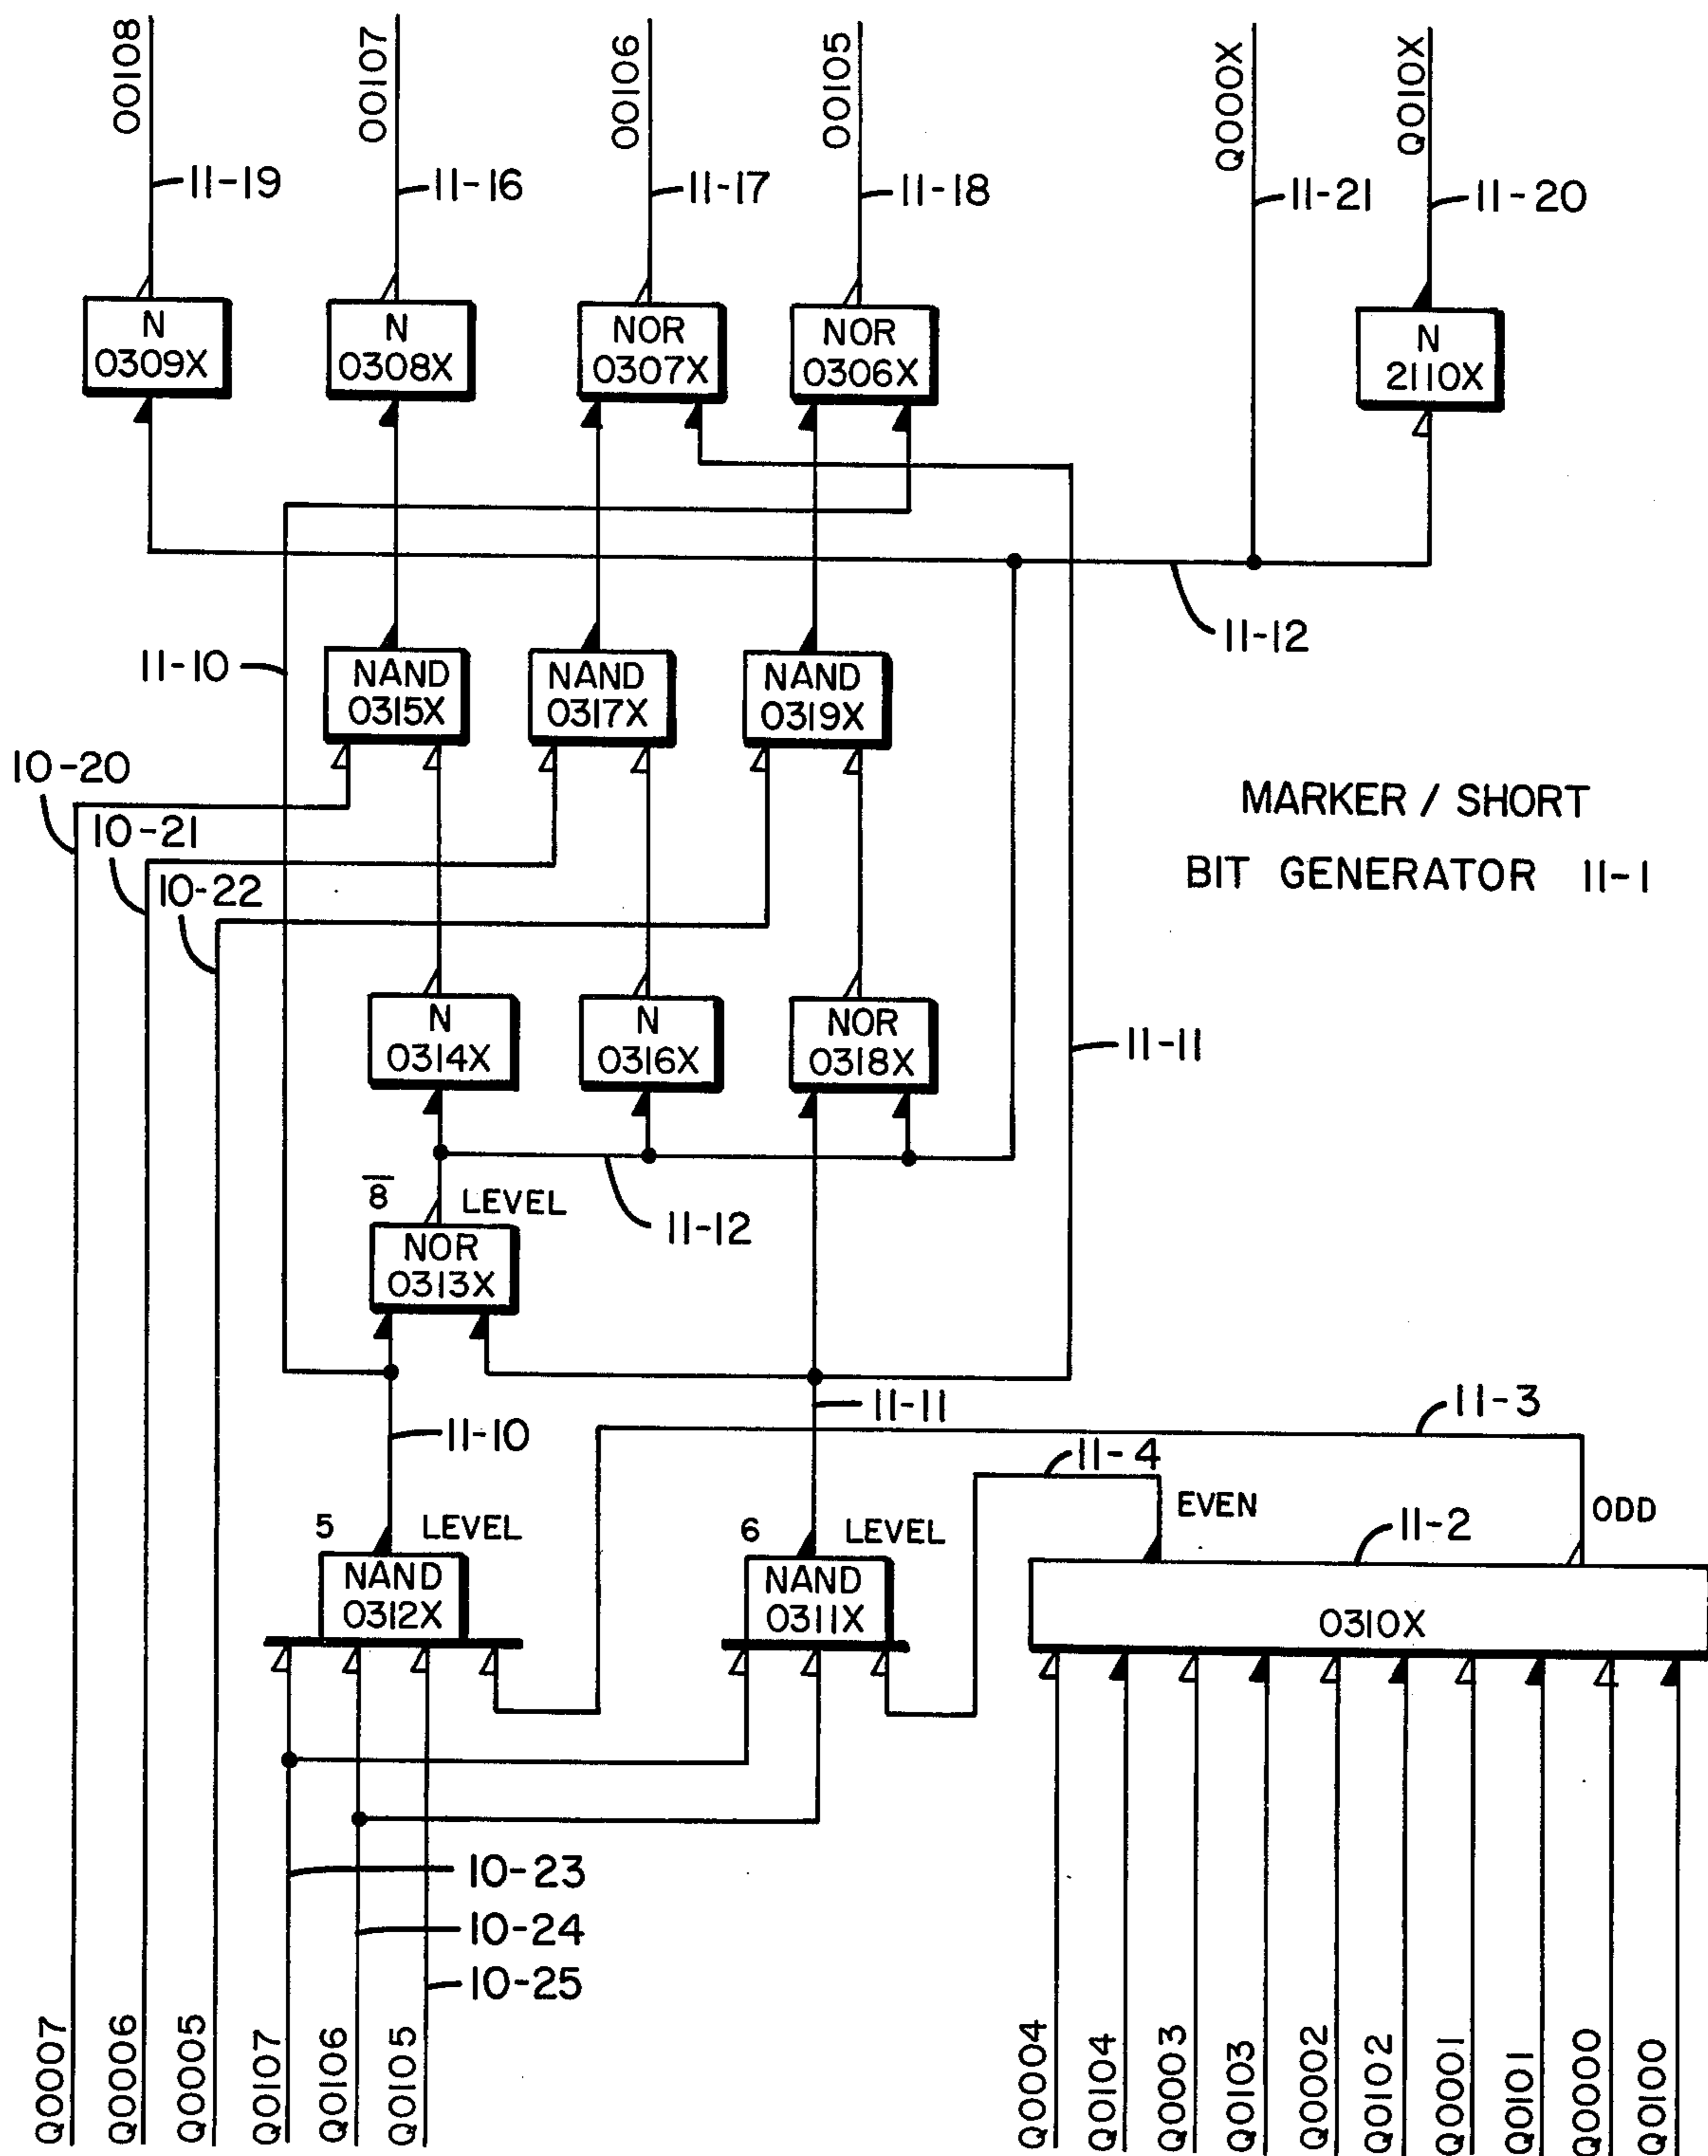 00108
00107
00106
00105
Q000X
Q0010X
11-19
11-16
11-17
11-18
11-21
11-20
N
0309X
N
0308X
NOR
0307X
NOR
0306X
N
2110X
11-12
11-10
NAND
0315X
NAND
0317X
NAND
0319X
10-20
10-21
10-22
MARKER / SHORT
BIT GENERATOR 11-1
N
0314X
N
0316X
NOR
0318X
11-11
8 LEVEL
11-12
NOR
0313X
11-10
11-11
11-3
11-4
EVEN
ODD
11-2
5 LEVEL
6 LEVEL
NAND
0312X
NAND
0311X
0310X
10-23
10-24
10-25
Q0007
Q0006
Q0005
Q0107
Q0106
Q0105
Q0004
Q0104
Q0003
Q0103
Q0002
Q0102
Q0001
Q0101
Q0000
Q0100